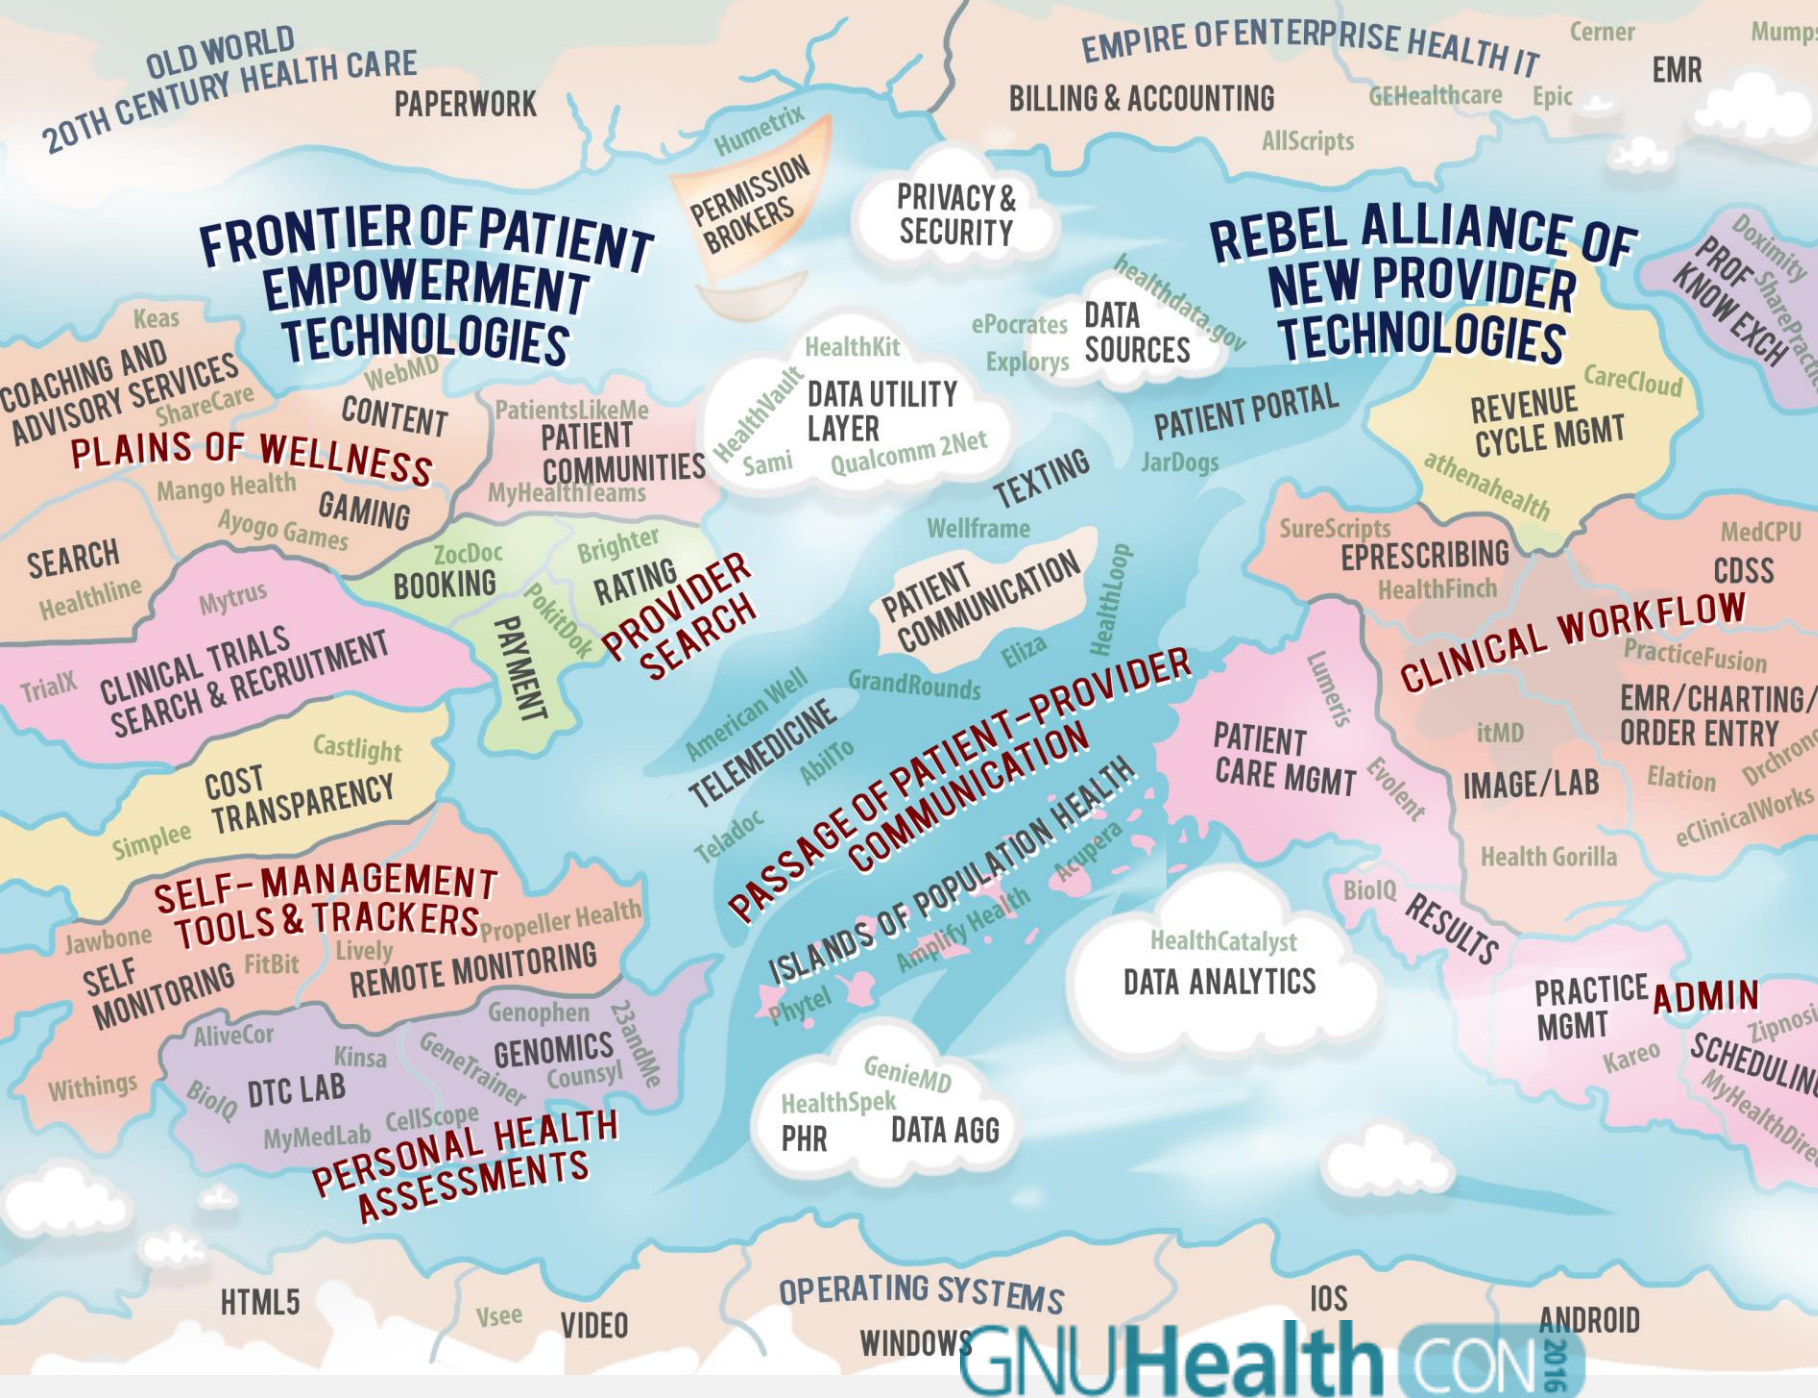 OLD WORLD
20TH CENTURY HEALTH CARE
PAPERWORK
EMPIRE OF ENTERPRISE HEALTH IT
Cerner
EMR
BILLING & ACCOUNTING
GEHealthcare
Epic
AllScripts
Humetrix
PERMISSION
BROKERS
PRIVACY &
SECURITY
FRONTIER OF PATIENT
EMPOWERMENT
TECHNOLOGIES
REBEL ALLIANCE OF
NEW PROVIDER
TECHNOLOGIES
Doximity
PROF
KNOW EXCH
healthdata.gov
ePocrates
DATA
SOURCES
Explorys
Keas
COACHING AND
ADVISORY SERVICES
ShareCare
WebMD
CONTENT
PLAINS OF WELLNESS
Mango Health
GAMING
Ayogo Games
SEARCH
Healthline
PatientsLikeMe
PATIENT
COMMUNITIES
MyHealthTeams
HealthKit
HealthVault
DATA UTILITY
LAYER
Sami
Qualcomm 2Net
PATIENT PORTAL
JarDogs
TEXTING
CareCloud
REVENUE
CYCLE MGMT
athenahealth
ZocDoc
BOOKING
Brighter
RATING
PokitDok
PAYMENT
PROVIDER
SEARCH
Wellframe
PATIENT
COMMUNICATION
HealthLoop
Eliza
GrandRounds
SureScripts
EPRESCRIBING
HealthFinch
MedCPU
CDSS
CLINICAL WORKFLOW
PracticeFusion
EMR/CHARTING/
ORDER ENTRY
itMD
IMAGE/LAB
Elation
Drchrono
eClinicalWorks
Health Gorilla
Mytrus
TrialX
CLINICAL TRIALS
SEARCH & RECRUITMENT
Castlight
COST
TRANSPARENCY
Simplee
American Well
TELEMEDICINE
AbilTo
Teladoc
PASSAGE OF PATIENT-PROVIDER
COMMUNICATION
ISLANDS OF POPULATION HEALTH
Acupera
Amplify Health
Phytel
Lumeris
PATIENT
CARE MGMT
Evolent
BioIQ
RESULTS
SELF-MANAGEMENT
TOOLS & TRACKERS
Jawbone
Propeller Health
SELF
MONITORING
FitBit
Lively
REMOTE MONITORING
Withings
AliveCor
Kinsa
BioIQ
DTC LAB
MyMedLab
CellScope
GeneTrainer
Genophen
GENOMICS
Counsyl
23andMe
PERSONAL HEALTH
ASSESSMENTS
HealthCatalyst
DATA ANALYTICS
GenieMD
HealthSpek
PHR
DATA AGG
PRACTICE
MGMT
ADMIN
Kareo
HTML5
Vsee
VIDEO
OPERATING SYSTEMS
WINDOWS
IOS
ANDROID
GNUHealth CON 2016